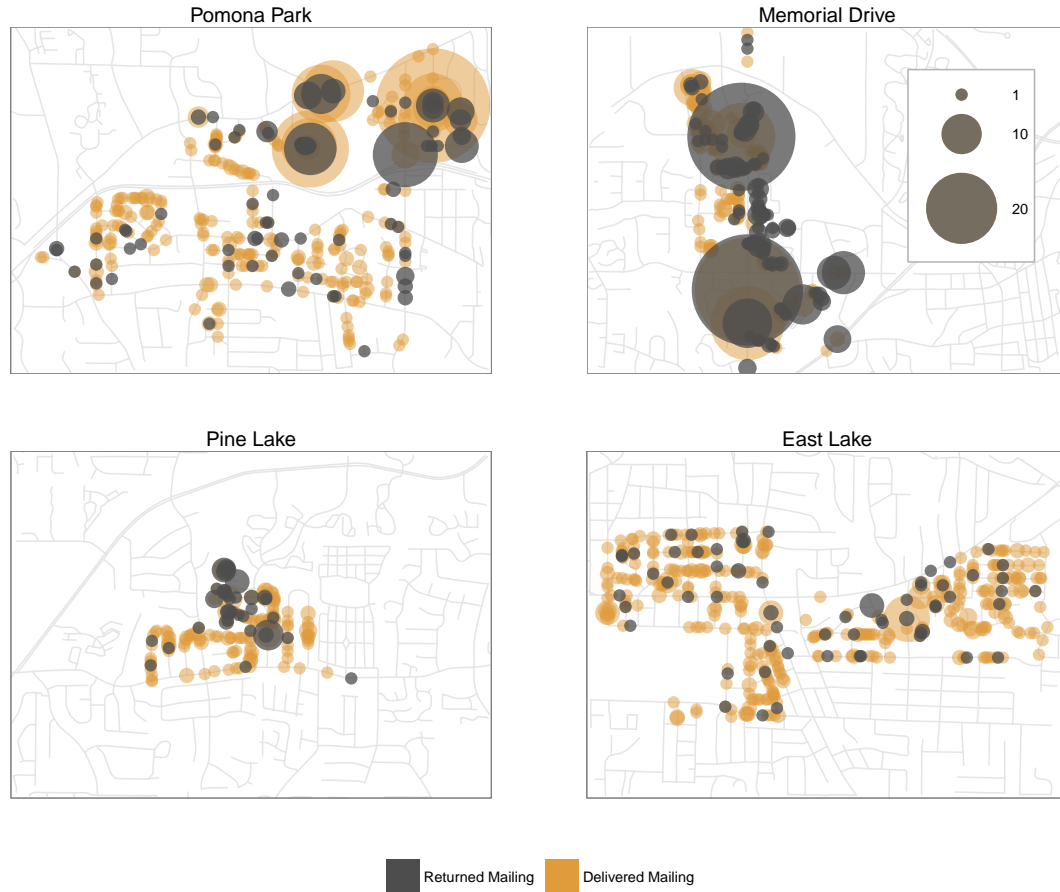 Pomona Park
Memorial Drive
1
10
20
Pine Lake
East Lake
Returned Mailing
Delivered Mailing